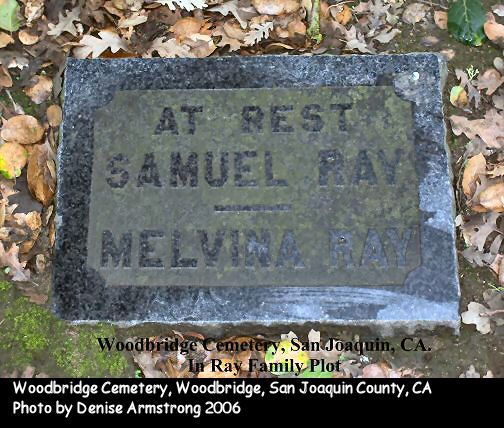 AT REST
SAMUEL RAY
MELVINA RAY
Woodbridge Cemetery, San Joaquin, CA.
In Ray Family Plot
Woodbridge Cemetery, Woodbridge, San Joaquin County, CA
Photo by Denise Armstrong 2006